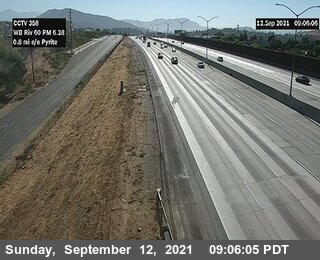 CCTV 358
WB Riv 60 PM 6.28
0.8 mi e/o Pyrite
12.Sep 2021 09:06:06
Sunday, September 12, 2021 09:06:05 PDT